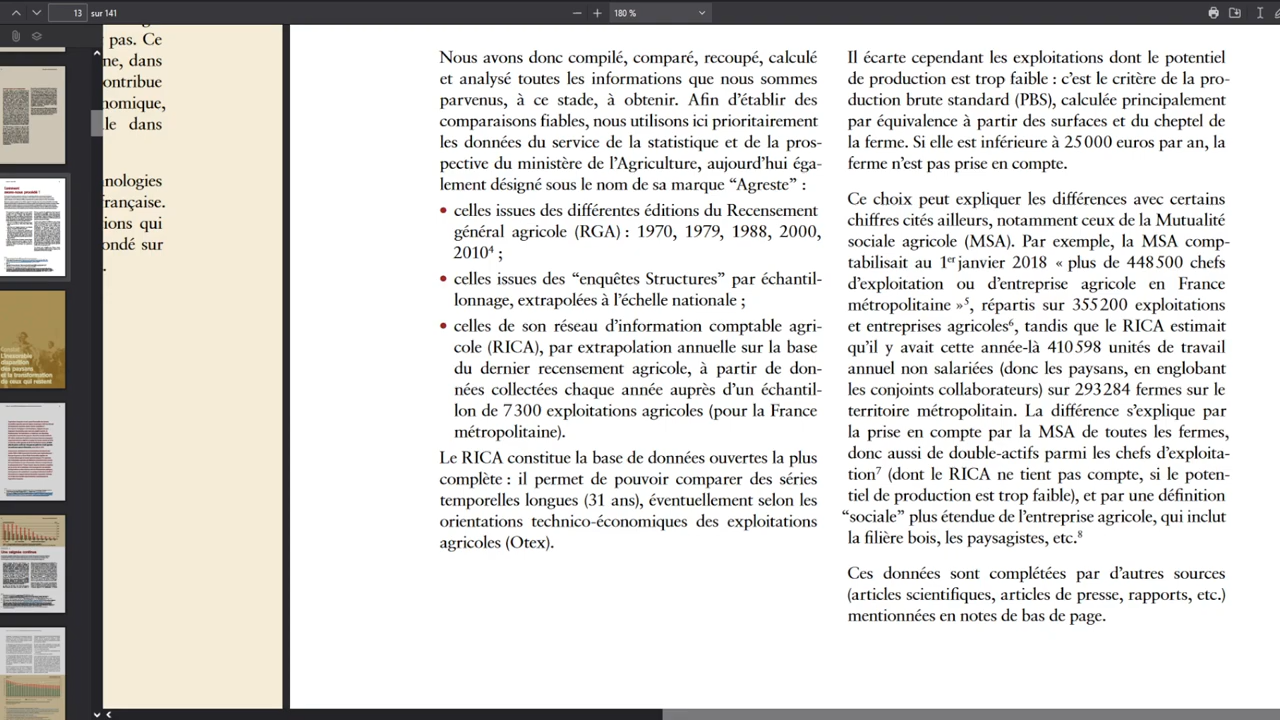 13 sur 141
180 %
pas. Ce
ne, dans
ontribue
nomique,
le dans
nologies
rançaise.
ions qui
ondé sur
Nous avons donc compilé, comparé, recoupé, calculé
et analysé toutes les informations que nous sommes
parvenus, à ce stade, à obtenir. Afin d’établir des
comparaisons fiables, nous utilisons ici prioritairement
les données du service de la statistique et de la pros-
pective du ministère de l’Agriculture, aujourd’hui éga-
lement désigné sous le nom de sa marque “Agreste” :
• celles issues des différentes éditions du Recensement
général agricole (RGA) : 1970, 1979, 1988, 2000,
2010⁴ ;
• celles issues des “enquêtes Structures” par échantil-
lonnage, extrapolées à l’échelle nationale ;
• celles de son réseau d’information comptable agri-
cole (RICA), par extrapolation annuelle sur la base
du dernier recensement agricole, à partir de don-
nées collectées chaque année auprès d’un échantil-
lon de 7 300 exploitations agricoles (pour la France
métropolitaine).
Le RICA constitue la base de données ouvertes la plus
complète : il permet de pouvoir comparer des séries
temporelles longues (31 ans), éventuellement selon les
orientations technico-économiques des exploitations
agricoles (Otex).
Il écarte cependant les exploitations dont le potentiel
de production est trop faible : c’est le critère de la pro-
duction brute standard (PBS), calculée principalement
par équivalence à partir des surfaces et du cheptel de
la ferme. Si elle est inférieure à 25 000 euros par an, la
ferme n’est pas prise en compte.
Ce choix peut expliquer les différences avec certains
chiffres cités ailleurs, notamment ceux de la Mutualité
sociale agricole (MSA). Par exemple, la MSA comp-
tabilisait au 1er janvier 2018 « plus de 448 500 chefs
d’exploitation ou d’entreprise agricole en France
métropolitaine »⁵, répartis sur 355 200 exploitations
et entreprises agricoles⁶, tandis que le RICA estimait
qu’il y avait cette année-là 410 598 unités de travail
annuel non salariées (donc les paysans, en englobant
les conjoints collaborateurs) sur 293 284 fermes sur le
territoire métropolitain. La différence s’explique par
la prise en compte par la MSA de toutes les fermes,
donc aussi de double-actifs parmi les chefs d’exploita-
tion⁷ (dont le RICA ne tient pas compte, si le poten-
tiel de production est trop faible), et par une définition
“sociale” plus étendue de l’entreprise agricole, qui inclut
la filière bois, les paysagistes, etc.⁸
Ces données sont complétées par d’autres sources
(articles scientifiques, articles de presse, rapports, etc.)
mentionnées en notes de bas de page.